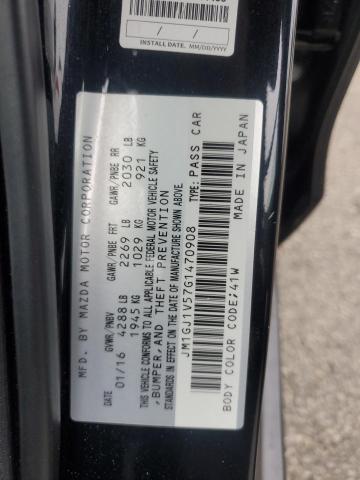 INSTALL DATE. MM/DD/YYYY
MFD. BY MAZDA MOTOR CORPORATION
DATE GVWR/PNBV GAWR/PNBE FRT GAWR/PNBE RR
01/16 4288 LB 2269 LB 2030 LB
1945 KG 1029 KG 921 KG
THIS VEHICLE CONFORMS TO ALL APPLICABLE FEDERAL MOTOR VEHICLE SAFETY
,BUMPER,AND THEFT PREVENTION
STANDARDS IN EFFECT ON THE DATE OF MANUFACTURE SHOWN ABOVE.
JM1GJ1V57G1470908 TYPE: PASS CAR
BODY COLOR CODE;41W MADE IN JAPAN